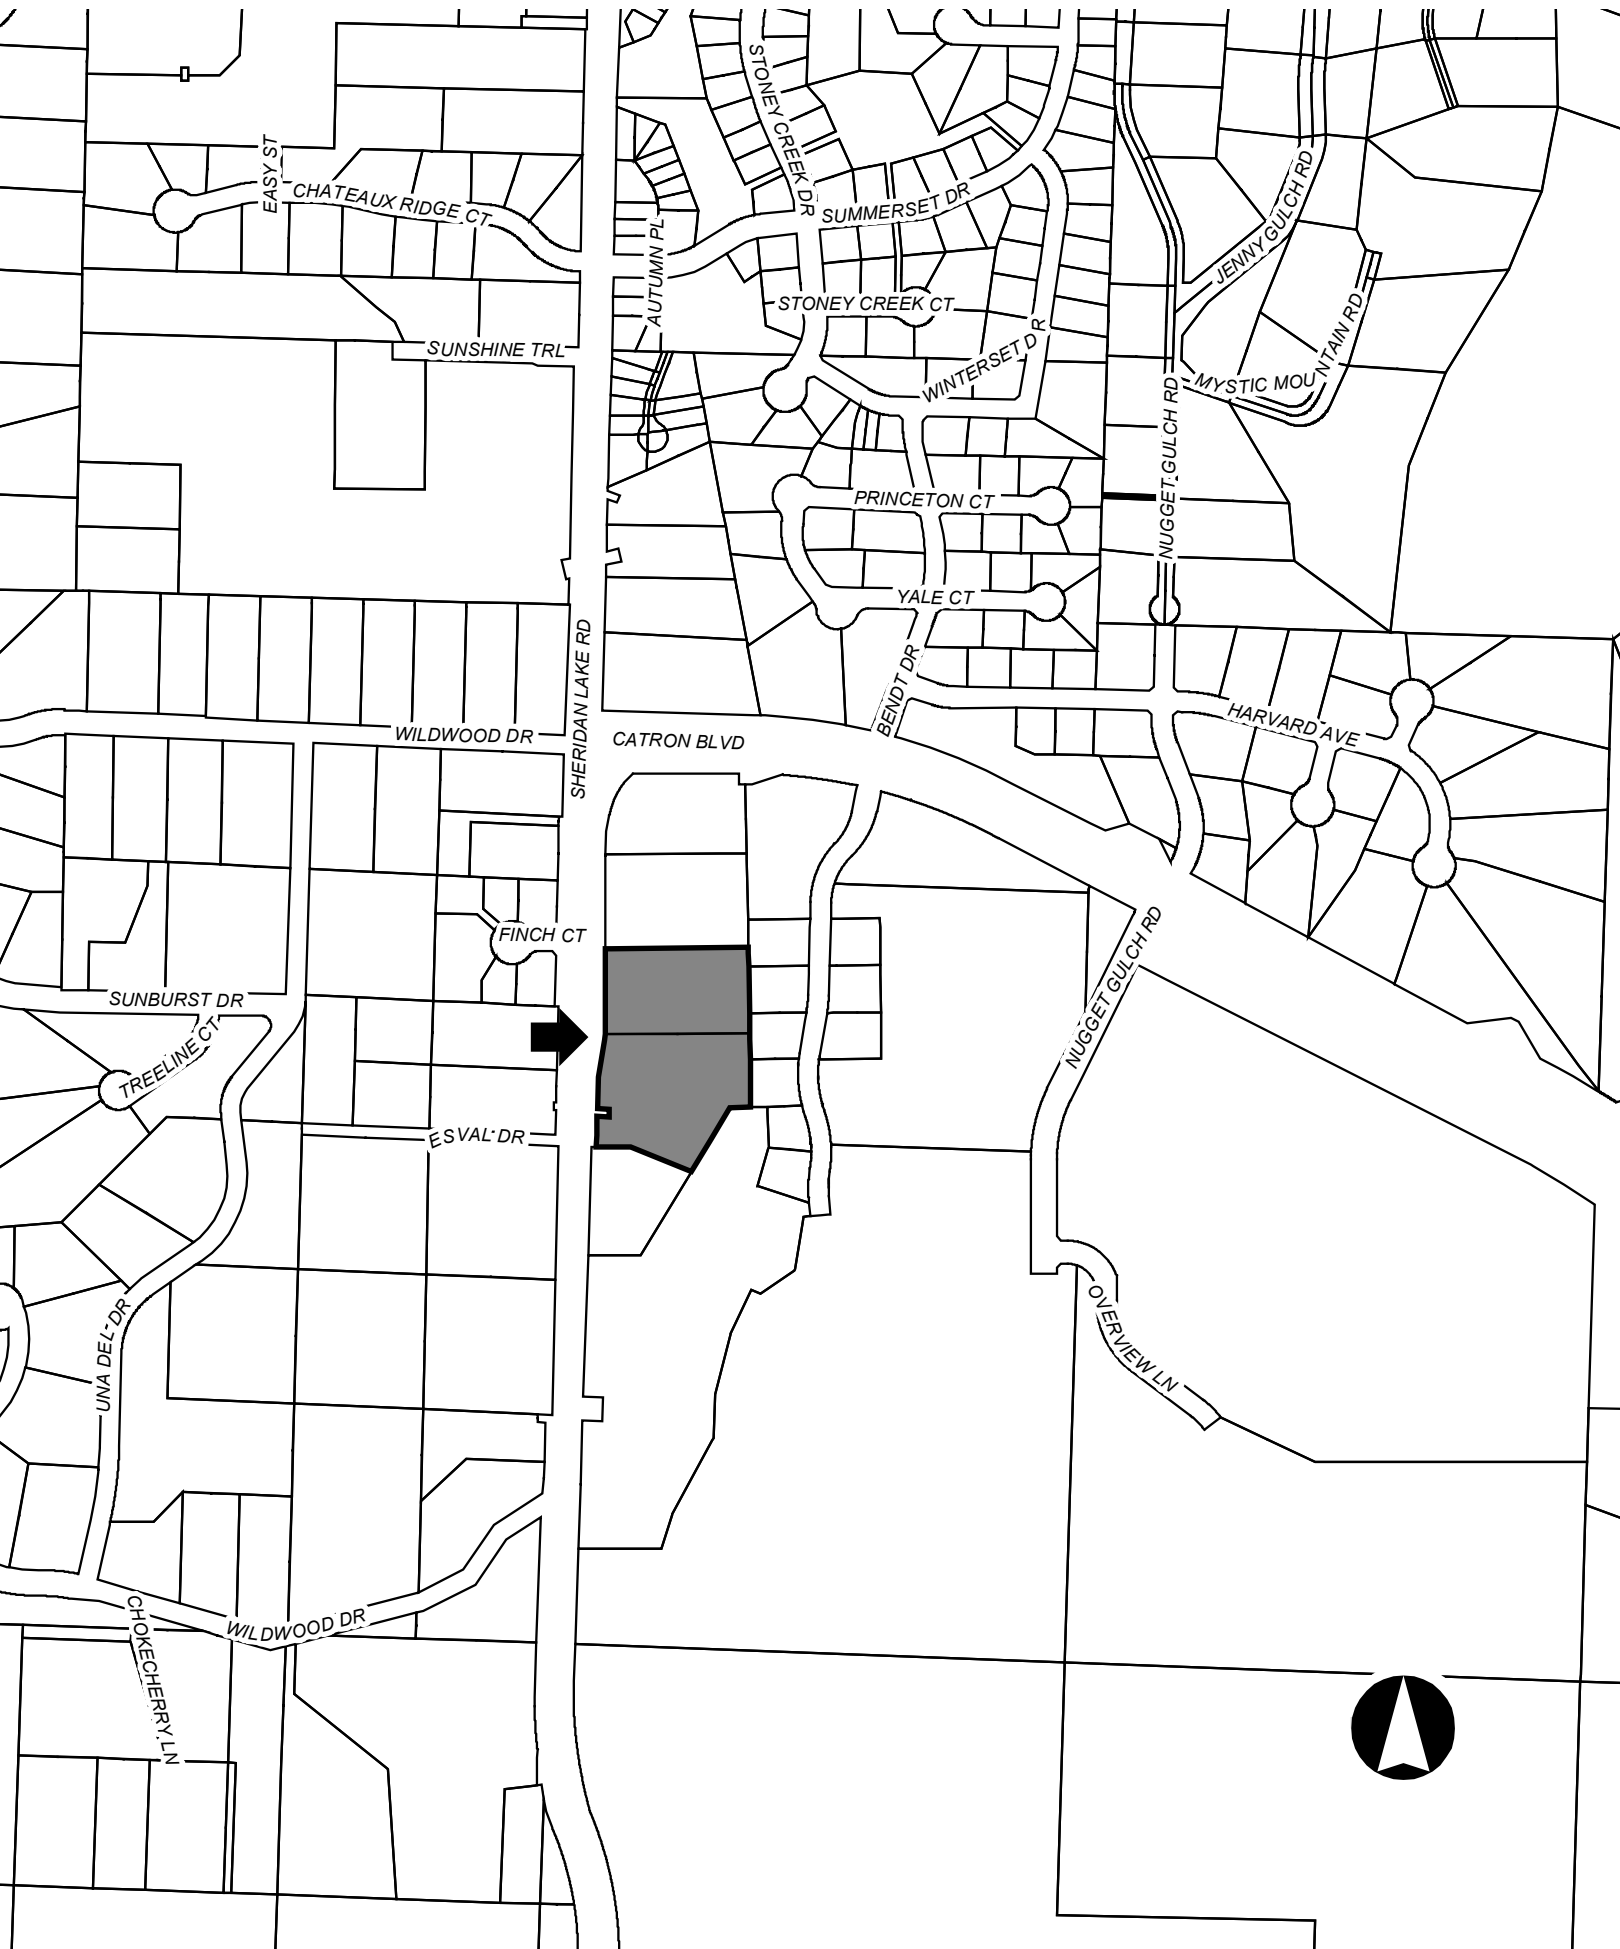 STONEY CREEK DR
EASY ST
CHATEAUX RIDGE CT
SUMMERSET DR
JENNY GULCH RD
AUTUMN PL
STONEY CREEK CT
SUNSHINE TRL
WINTERSET D R
MYSTIC MOU NTAIN RD
NUGGET GULCH RD
PRINCETON CT
YALE CT
SHERIDAN LAKE RD
BENDT DR
HARVARD AVE
WILDWOOD DR
CATRON BLVD
FINCH CT
NUGGET GULCH RD
SUNBURST DR
TREELINE CT
ESVAL DR
UNA DEL DR
OVERVIEW LN
WILDWOOD DR
CHOKECHERRY LN